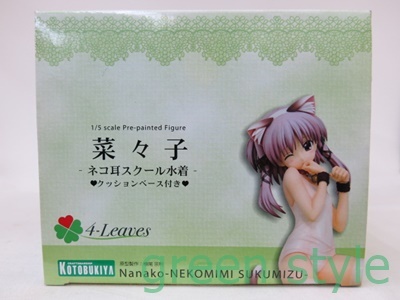 1/5 scale Pre-painted Figure
菜々子
- ネコ耳スクール水着 -
♥クッションベース付き♥
4-Leaves
KOTOBUKIYA
Nanako-NEKOMIMI SUKUMIZU-
green style